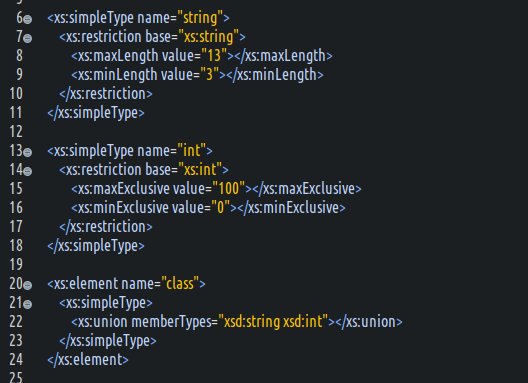 6 <xs:simpleType name="string">
7 <xs:restriction base="xs:string">
8 <xs:maxLength value="13"></xs:maxLength>
9 <xs:minLength value="3"></xs:minLength>
10 </xs:restriction>
11 </xs:simpleType>
12
13 <xs:simpleType name="int">
14 <xs:restriction base="xs:int">
15 <xs:maxExclusive value="100"></xs:maxExclusive>
16 <xs:minExclusive value="0"></xs:minExclusive>
17 </xs:restriction>
18 </xs:simpleType>
19
20 <xs:element name="class">
21 <xs:simpleType>
22 <xs:union memberTypes="xsd:string xsd:int"></xs:union>
23 </xs:simpleType>
24 </xs:element>
25